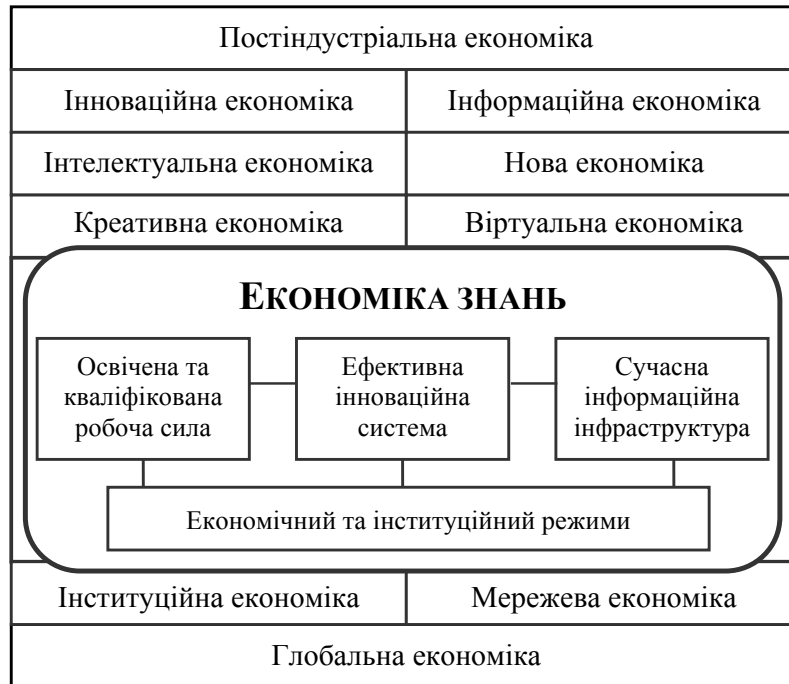 Постіндустріальна економіка
Інноваційна економіка
Інформаційна економіка
Інтелектуальна економіка
Нова економіка
Креативна економіка
Віртуальна економіка
ЕКОНОМІКА ЗНАНЬ
Освічена та
кваліфікована
робоча сила
Ефективна
інноваційна
система
Сучасна
інформаційна
інфраструктура
Економічний та інституційний режими
Інституційна економіка
Мережева економіка
Глобальна економіка